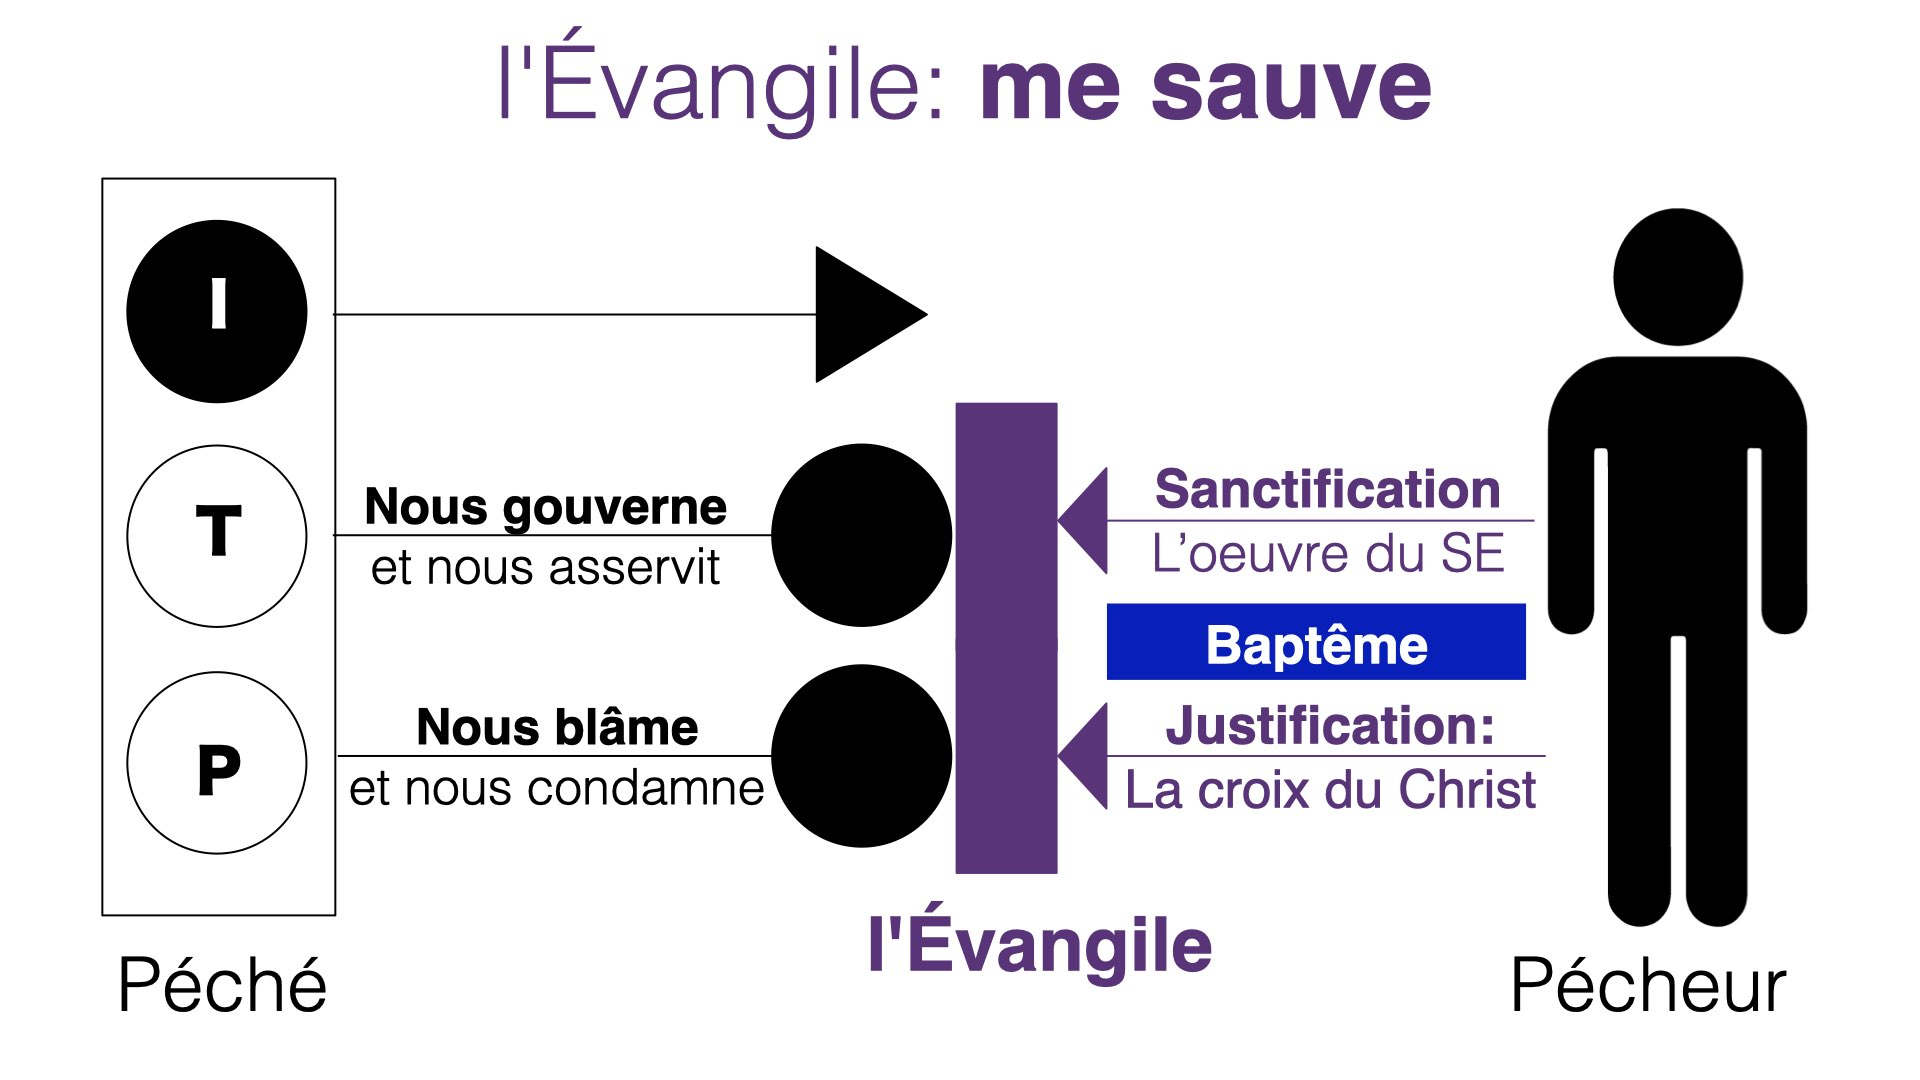 l'Évangile: me sauve
I
T
Nous gouverne
et nous asservit
Sanctification
L’oeuvre du SE
Baptême
P
Nous blâme
et nous condamne
Justification:
La croix du Christ
l'Évangile
Péché
Pécheur